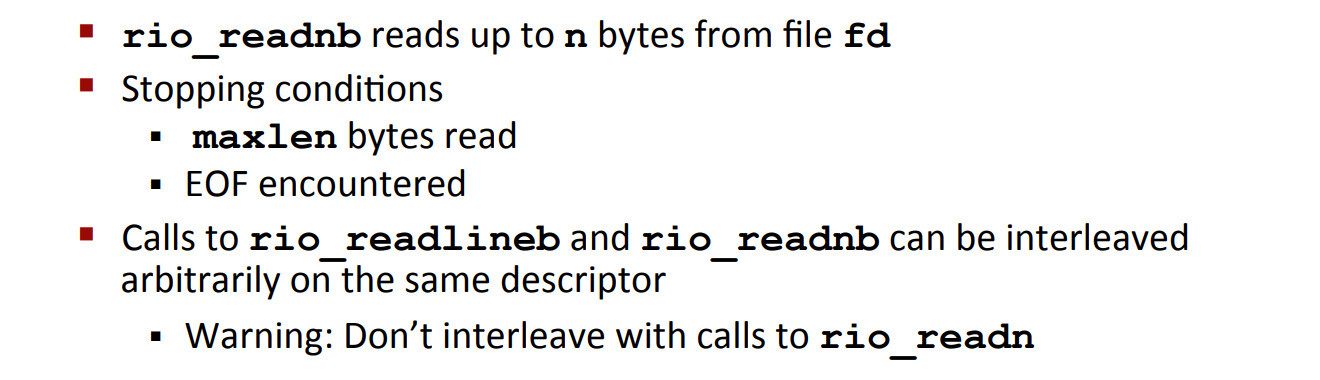 ▪ rio_readnb reads up to n bytes from file fd
▪ Stopping conditions
▪ maxlen bytes read
▪ EOF encountered
▪ Calls to rio_readlineb and rio_readnb can be interleaved
arbitrarily on the same descriptor
▪ Warning: Don’t interleave with calls to rio_readn